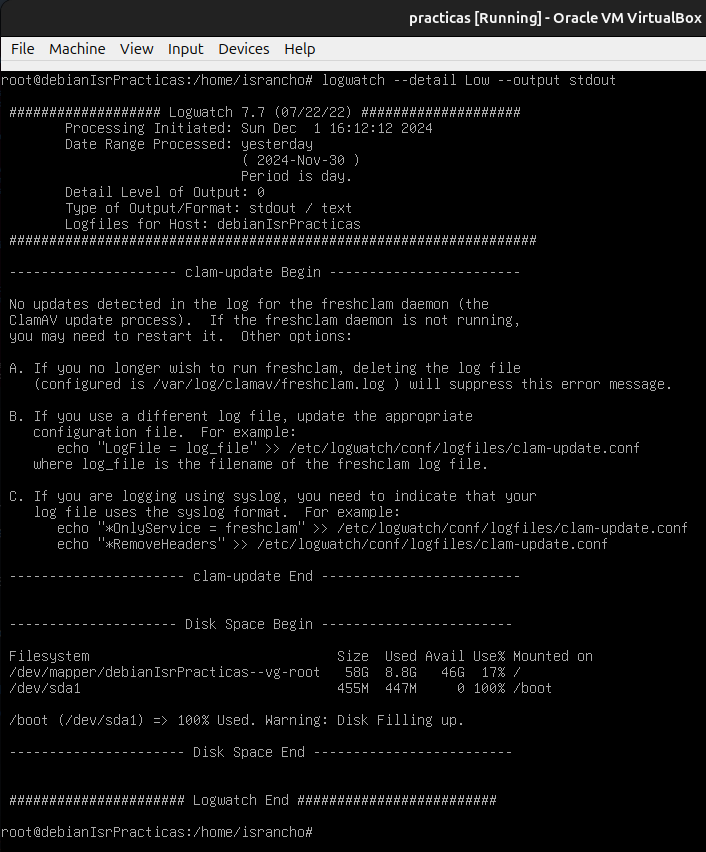 practicas [Running] - Oracle VM VirtualBox
File Machine View Input Devices Help
root@debianIsrPracticas:/home/israncho# logwatch --detail Low --output stdout
################### Logwatch 7.7 (07/22/22) ####################
Processing Initiated: Sun Dec  1 16:12:12 2024
Date Range Processed: yesterday
( 2024-Nov-30 )
Period is day.
Detail Level of Output: 0
Type of Output/Format: stdout / text
Logfiles for Host: debianIsrPracticas
##################################################################
--------------------- clam-update Begin ------------------------
No updates detected in the log for the freshclam daemon (the
ClamAV update process).  If the freshclam daemon is not running,
you may need to restart it.  Other options:
A. If you no longer wish to run freshclam, deleting the log file
(configured is /var/log/clamav/freshclam.log ) will suppress this error message.
B. If you use a different log file, update the appropriate
configuration file.  For example:
echo "LogFile = log_file" >> /etc/logwatch/conf/logfiles/clam-update.conf
where log_file is the filename of the freshclam log file.
C. If you are logging using syslog, you need to indicate that your
log file uses the syslog format.  For example:
echo "*OnlyService = freshclam" >> /etc/logwatch/conf/logfiles/clam-update.conf
echo "*RemoveHeaders" >> /etc/logwatch/conf/logfiles/clam-update.conf
---------------------- clam-update End -------------------------
--------------------- Disk Space Begin ------------------------
Filesystem                               Size  Used Avail Use% Mounted on
/dev/mapper/debianIsrPracticas--vg-root   58G  8.8G   46G  17% /
/dev/sda1                                455M  447M     0 100% /boot
/boot (/dev/sda1) => 100% Used. Warning: Disk Filling up.
---------------------- Disk Space End -------------------------
###################### Logwatch End #########################
root@debianIsrPracticas:/home/israncho#